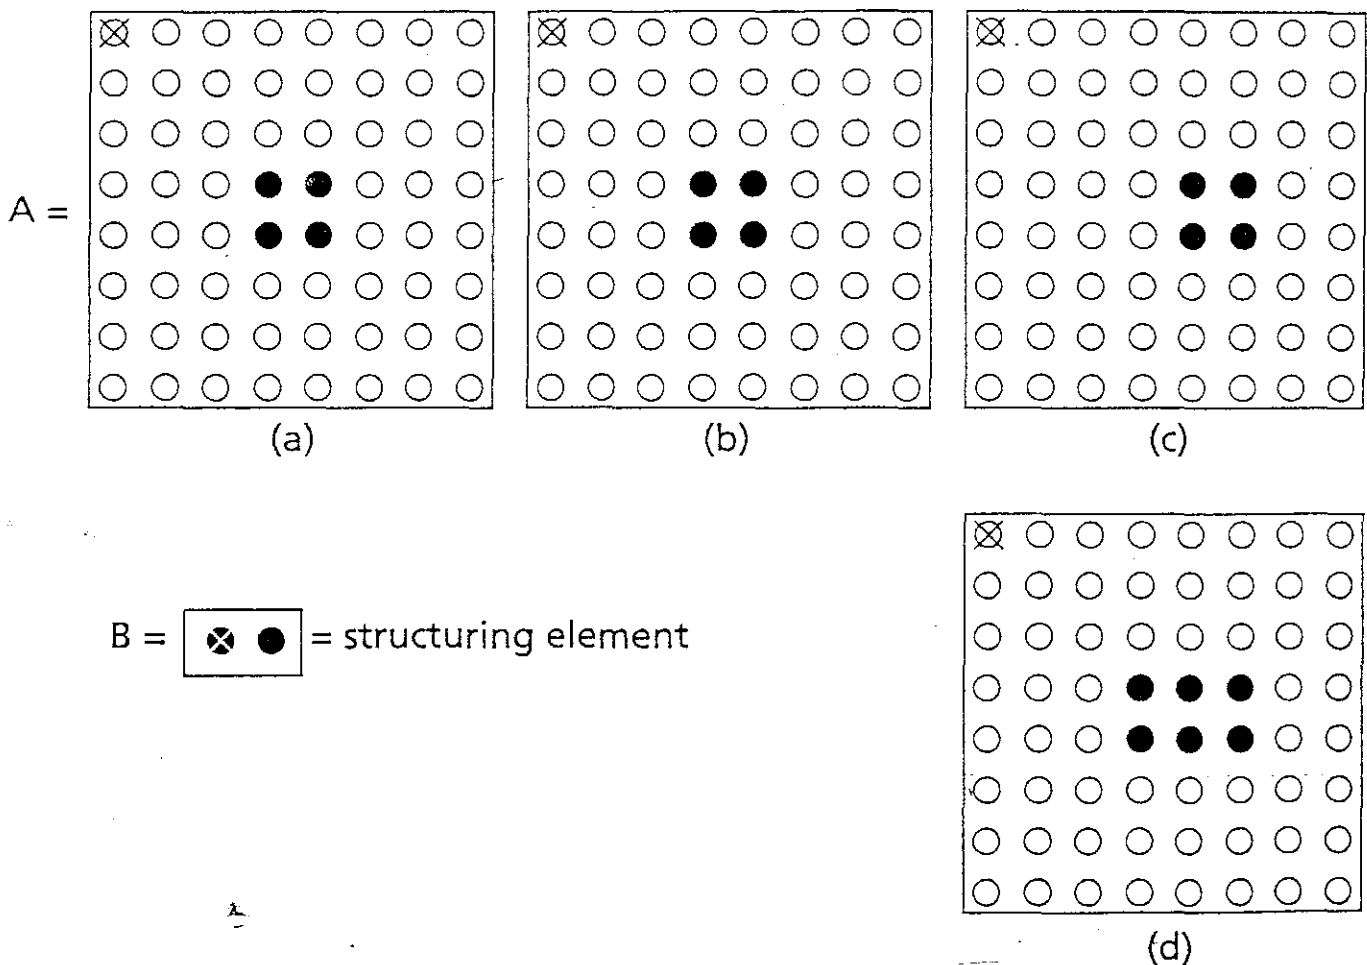 A =
(a)
(b)
(c)
B = = structuring element
(d)